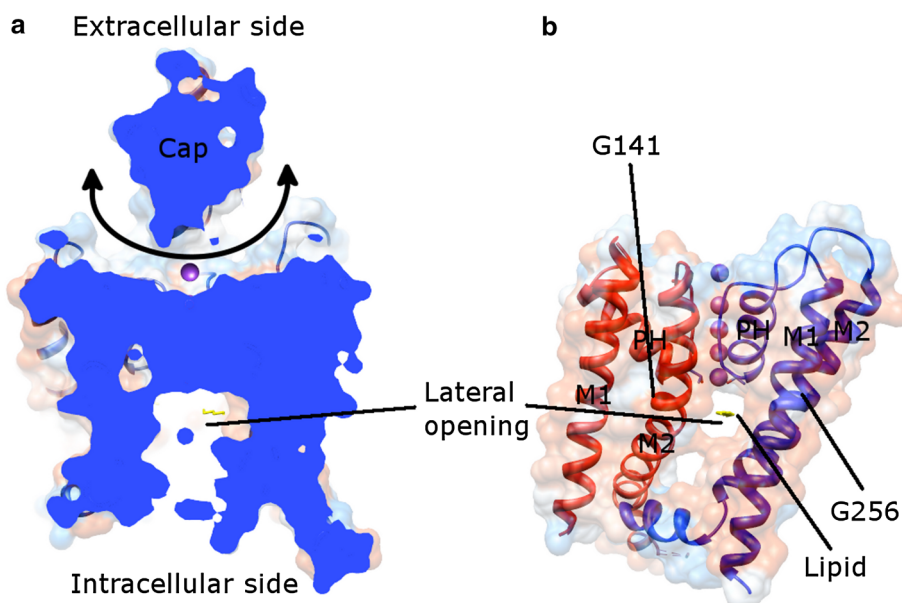 a
Extracellular side
Cap
Intracellular side
Lateral
opening
b
G141
PH
PH
M1
M2
M1
M2
G256
Lipid